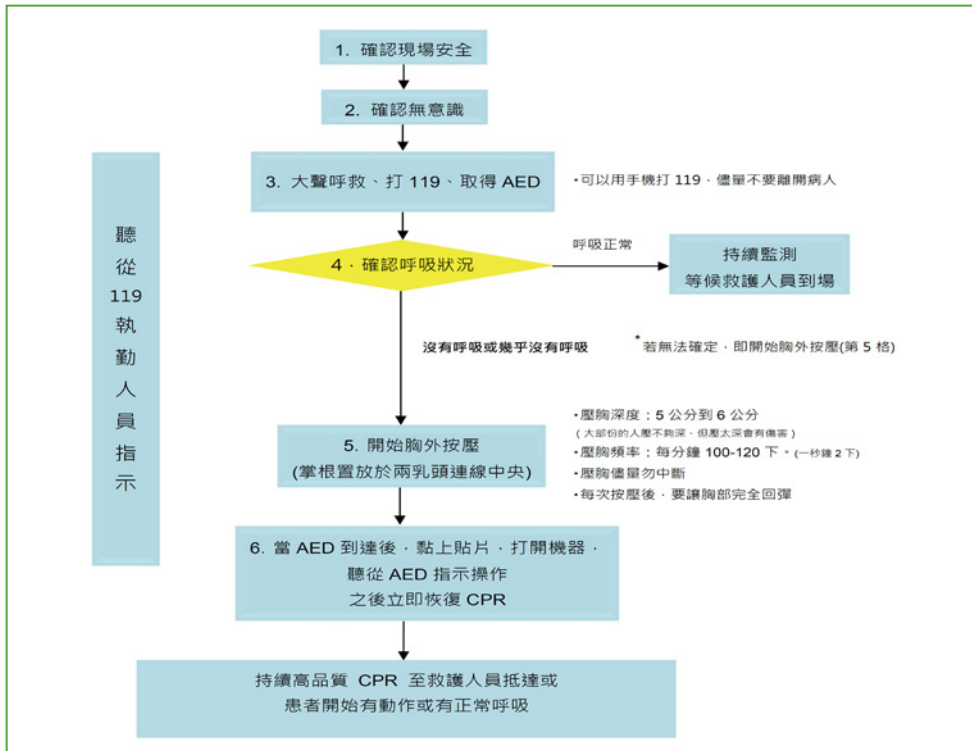 1. 確認現場安全
2. 確認無意識
3. 大聲呼救、打 119、取得 AED
・可以用手機打 119，儘量不要離開病人
聽從119執勤人員指示
4．確認呼吸狀況
呼吸正常
持續監測
等候救護人員到場
沒有呼吸或幾乎沒有呼吸
*若無法確定，即開始胸外按壓(第 5 格)
5. 開始胸外按壓
(掌根置放於兩乳頭連線中央)
・壓胸深度：5 公分到 6 公分
（大部份的人壓不夠深，但壓太深會有傷害）
・壓胸頻率：每分鐘 100-120 下。(一秒鐘 2 下)
・壓胸儘量勿中斷
・每次按壓後，要讓胸部完全回彈
6. 當 AED 到達後，黏上貼片，打開機器，
聽從 AED 指示操作
之後立即恢復 CPR
持續高品質 CPR 至救護人員抵達或
患者開始有動作或有正常呼吸